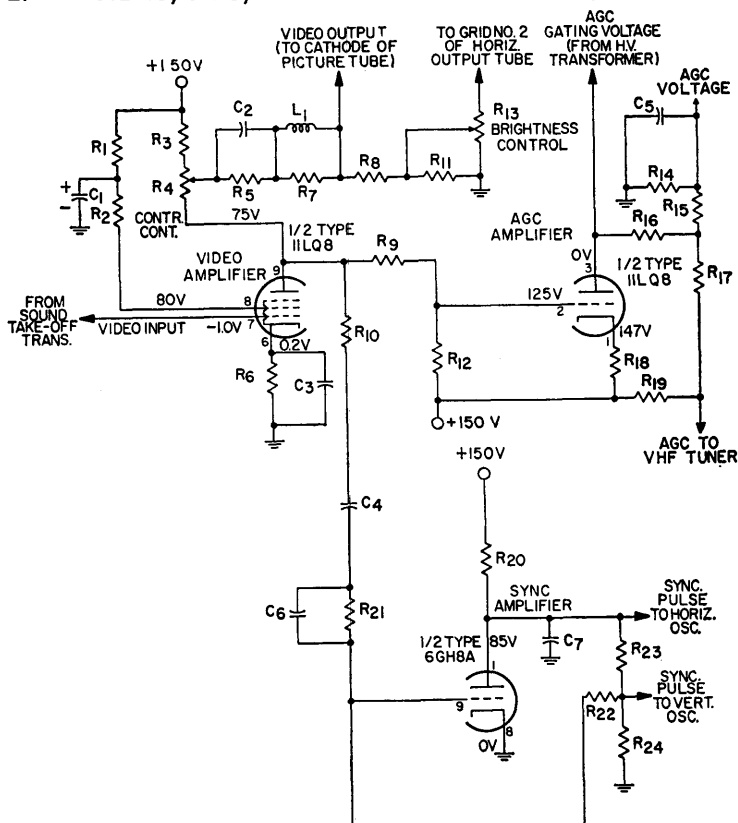 VIDEO OUTPUT
(TO CATHODE OF
PICTURE TUBE)
TO GRID NO. 2
OF HORIZ.
OUTPUT TUBE
AGC
GATING VOLTAGE
(FROM H.V.
TRANSFORMER)
AGC
VOLTAGE
+150V
C2
L1
R13
BRIGHTNESS
CONTROL
C5
R1
R3
R4
R5
R7
R8
R11
R14
R15
R16
+
C1
-
R2
CONTR.
CONT.
75V
1/2 TYPE
11LQ8
VIDEO
AMPLIFIER
9
R9
AGC
AMPLIFIER
0V
3
1/2 TYPE
11LQ8
R17
FROM
SOUND
TAKE-OFF
TRANS.
80V
8
VIDEO INPUT
-1.0V
7
6
0.2V
R10
125V
2
147V
1
R18
R12
R19
R6
C3
+150 V
AGC TO
VHF TUNER
+150V
C4
R20
SYNC
AMPLIFIER
SYNC.
PULSE
TO HORIZ.
OSC.
C6
R21
1/2 TYPE
6GH8A
85V
1
C7
R23
9
8
0V
R22
SYNC.
PULSE
TO VERT.
OSC.
R24